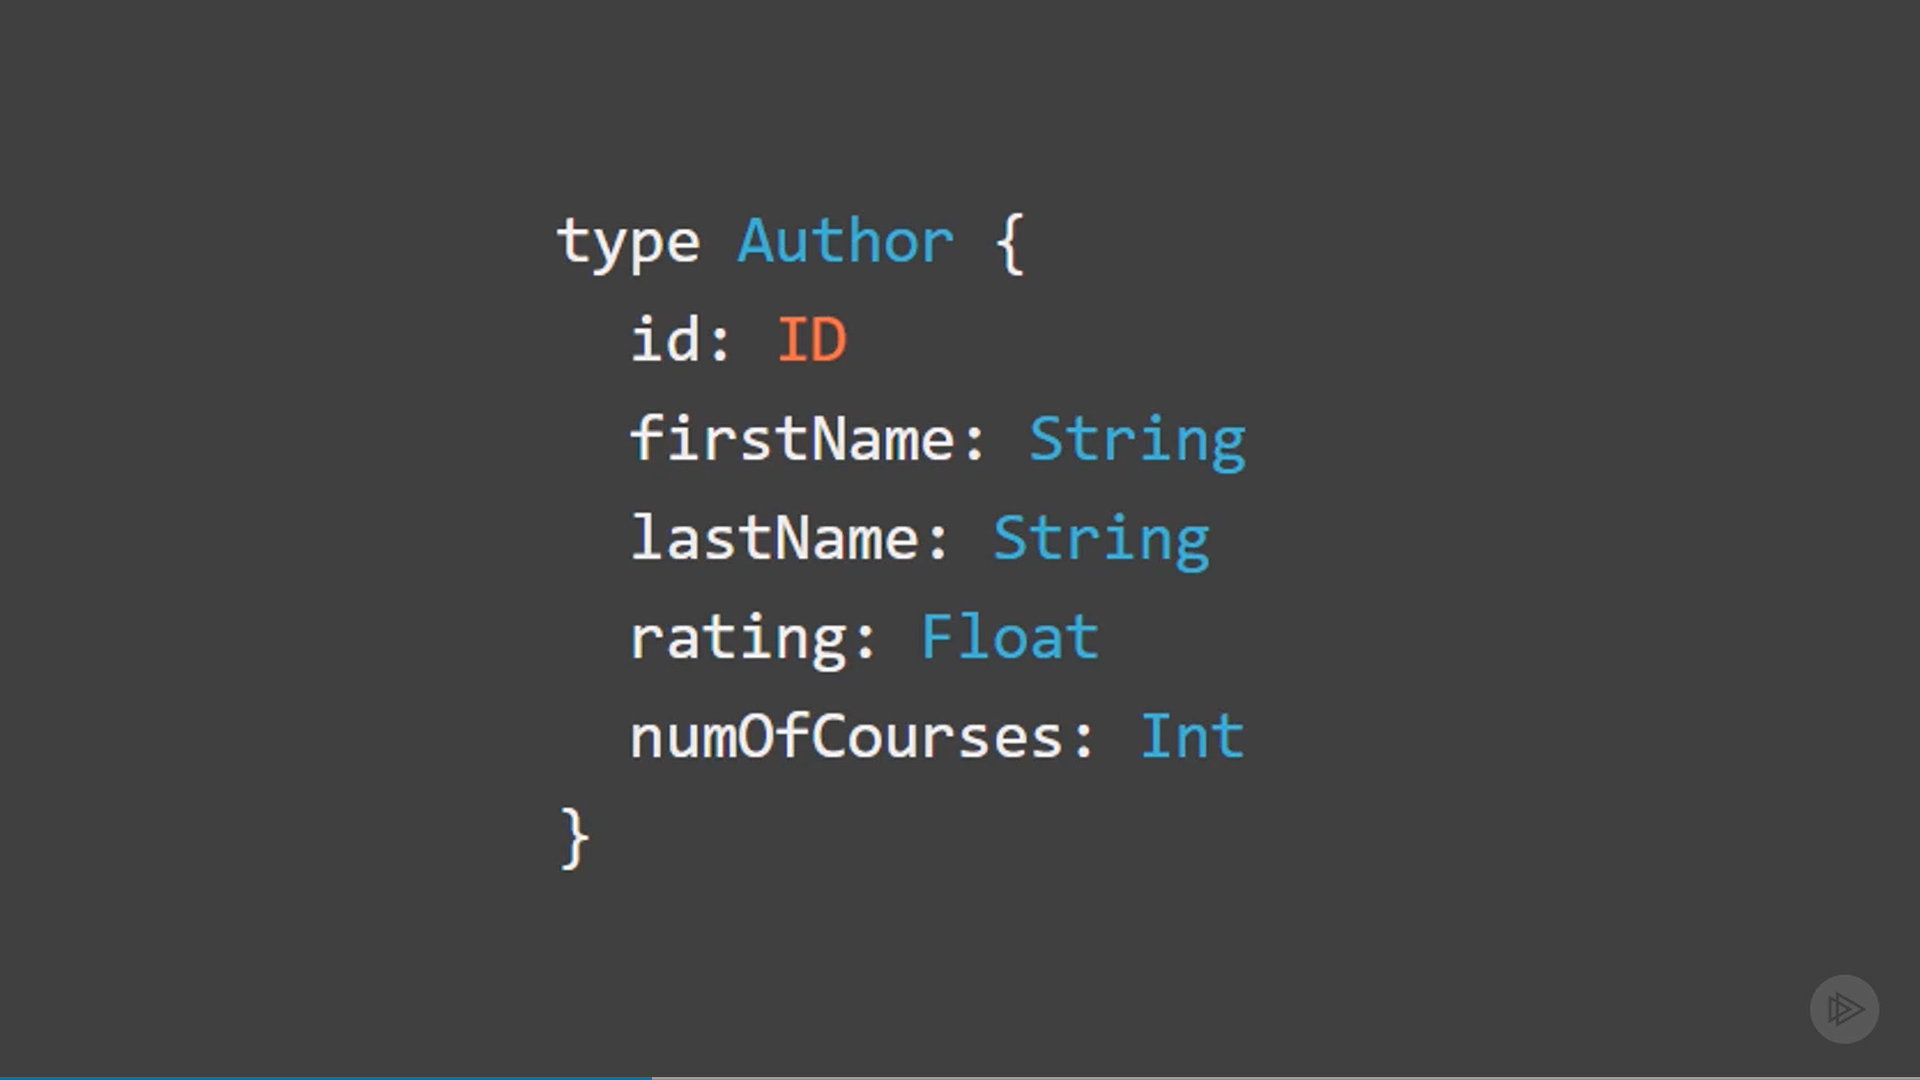 type Author {
  id: ID
  firstName: String
  lastName: String
  rating: Float
  numOfCourses: Int
}